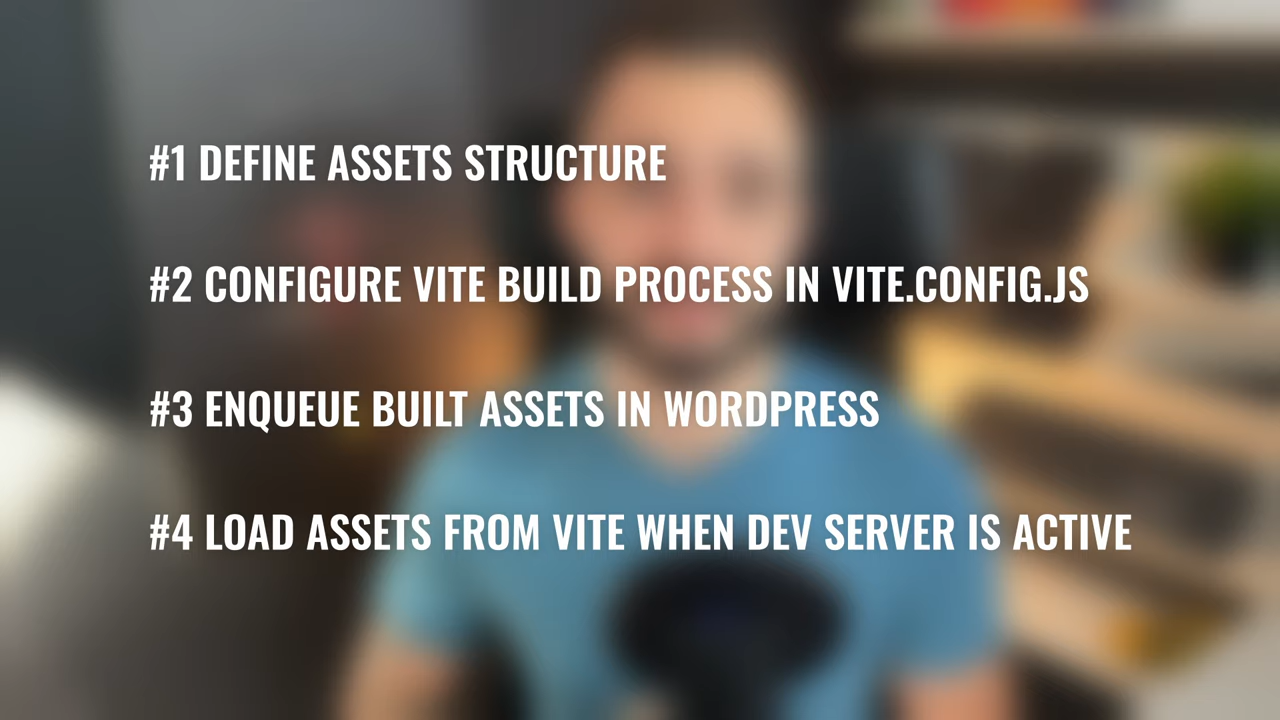 #1 DEFINE ASSETS STRUCTURE
#2 CONFIGURE VITE BUILD PROCESS IN VITE.CONFIG.JS
#3 ENQUEUE BUILT ASSETS IN WORDPRESS
#4 LOAD ASSETS FROM VITE WHEN DEV SERVER IS ACTIVE